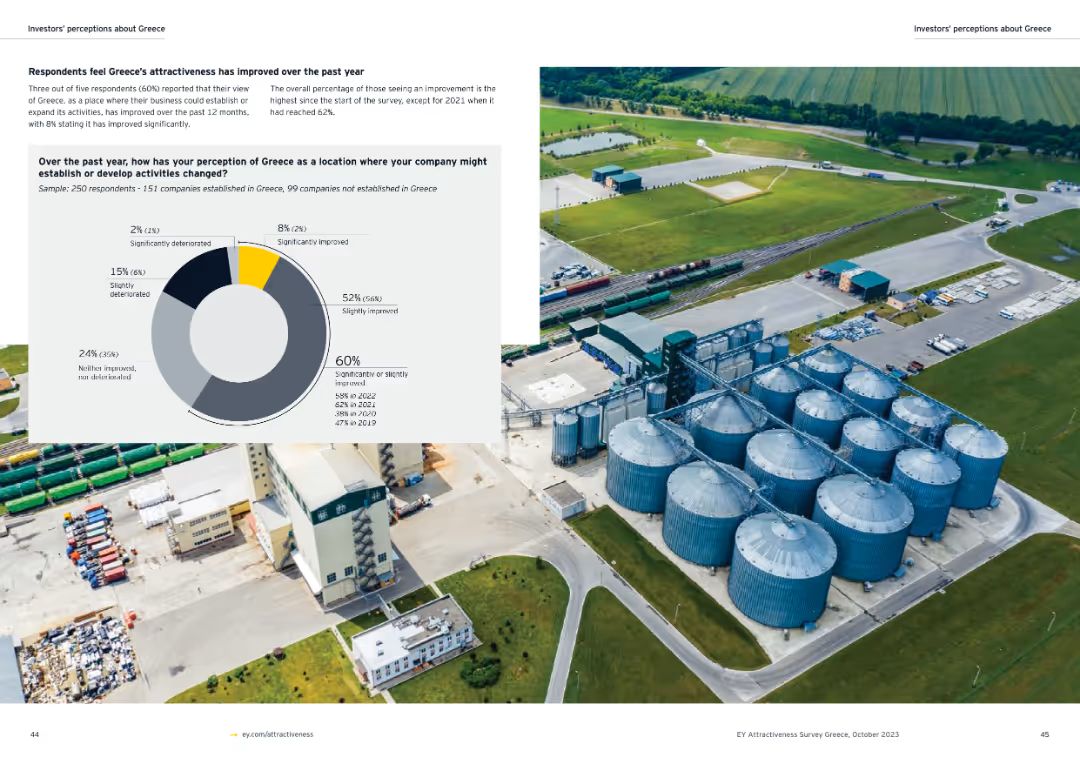 Investors' perceptions about Greece
Investors' perceptions about Greece
Respondents feel Greece's attractiveness has improved over the past year
Three out of five respondents (60%) reported that their view
of Greece, as a place where their business could establish or
expand its activities, has improved over the past 12 months,
with 8% stating it has improved significantly.
The overall percentage of those seeing an improvement is the
highest since the start of the survey, except for 2021 when it
had reached 62%.
Over the past year, how has your perception of Greece as a location where your company might
establish or develop activities changed?
Sample: 250 respondents - 151 companies established in Greece, 99 companies not established in Greece
2% (1%)
Significantly deteriorated
8% (2%)
Significantly improved
15% (6%)
Slightly
deteriorated
52% (56%)
Slightly improved
24% (35%)
Neither improved,
nor deteriorated
60%
Significantly or slightly
improved
58% in 2022
62% in 2021
38% in 2020
47% in 2019
44
ey.com/attractiveness
EY Attractiveness Survey Greece, October 2023
45